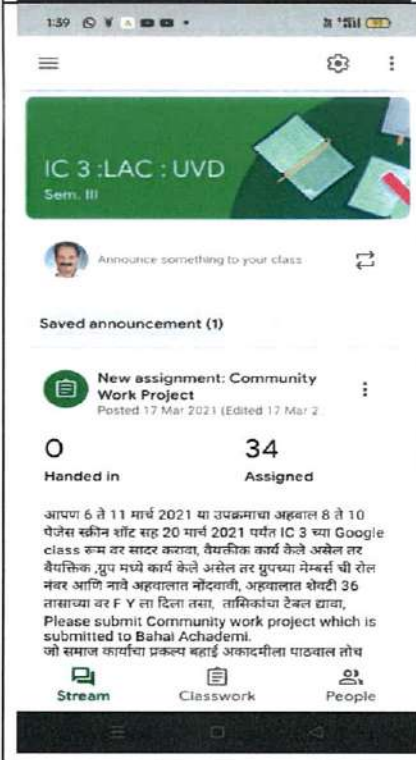 1:59
IC 3 :LAC : UVD
Sem. III
Announce something to your class
Saved announcement (1)
New assignment: Community
Work Project
Posted 17 Mar 2021 (Edited 17 Mar 2
0
34
Handed in
Assigned
आपण 6 ते 11 मार्च 2021 या उपक्रमाचा अहवाल 8 ते 10
पेजेस स्क्रीन शॉट सह 20 मार्च 2021 पर्यंत IC 3 च्या Google
class रूम वर सादर करावा, वैयक्तीक कार्य केले असेल तर
वैयक्तिक ,ग्रुप मध्ये कार्य केले असेल तर ग्रुपच्या मेम्बर्स ची रोल
नंबर आणि नावे अहवालात नोंदवावी, अहवालात शेवटी 36
तासाच्या वर F Y ला दिला तसा, तासिकांचा टेबल द्यावा,
Please submit Community work project which is
submitted to Bahai Achademi.
जो समाज कार्याचा प्रकल्प बहाई अकादमीला पाठवाल तोच
Stream
Classwork
People